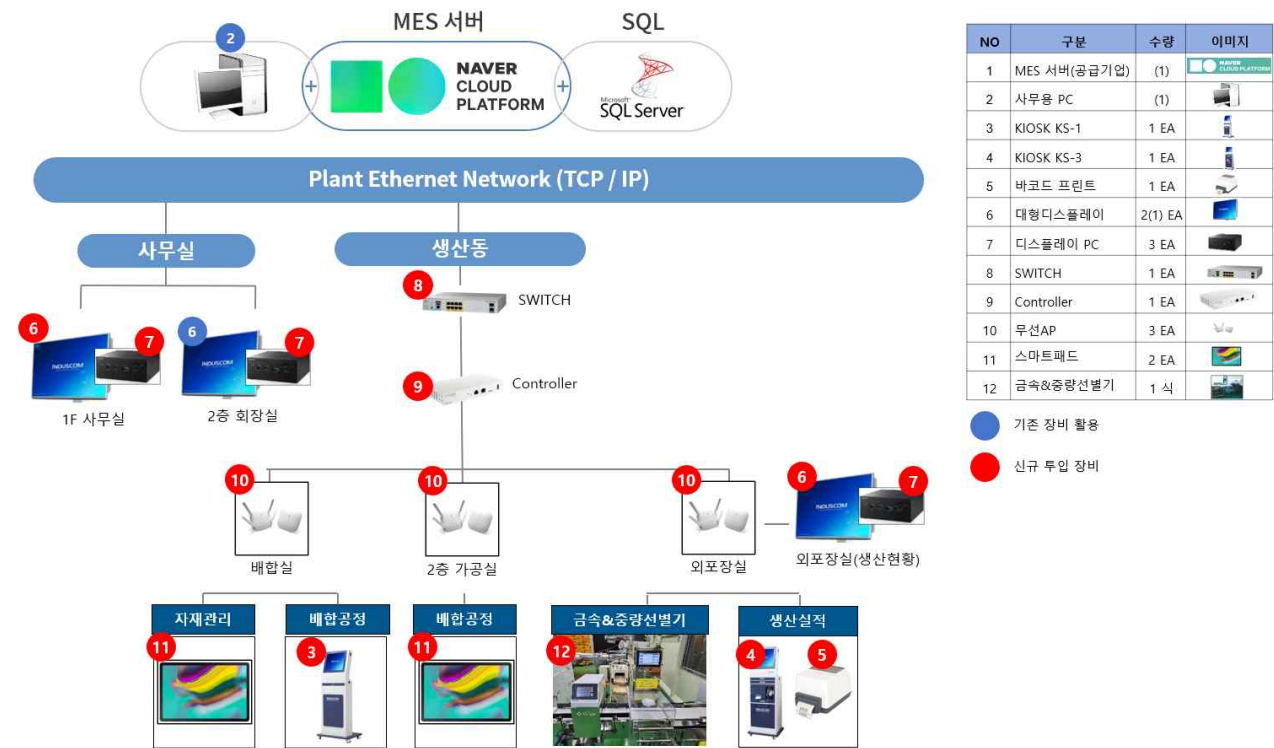 MES 서버
SQL
2
+
NAVER
CLOUD
PLATFORM
+
Microsoft
SQL Server
Plant Ethernet Network (TCP / IP)
사무실
생산동
8
SWITCH
6
INDUSCOM
7
6
INDUSCOM
7
1F 사무실
2층 회장실
9
Controller
10
배합실
10
2층 가공실
10
외포장실
6
INDUSCOM
7
외포장실(생산현황)
자재관리
11
배합공정
3
배합공정
11
금속&중량선별기
12
생산실적
4
5
NO 구분 수량 이미지
1 MES 서버(공급기업) (1) NAVER CLOUD PLATFORM
2 사무용 PC (1)
3 KIOSK KS-1 1 EA
4 KIOSK KS-3 1 EA
5 바코드 프린트 1 EA
6 대형디스플레이 2(1) EA
7 디스플레이 PC 3 EA
8 SWITCH 1 EA
9 Controller 1 EA
10 무선AP 3 EA
11 스마트패드 2 EA
12 금속&중량선별기 1 식
기존 장비 활용
신규 투입 장비